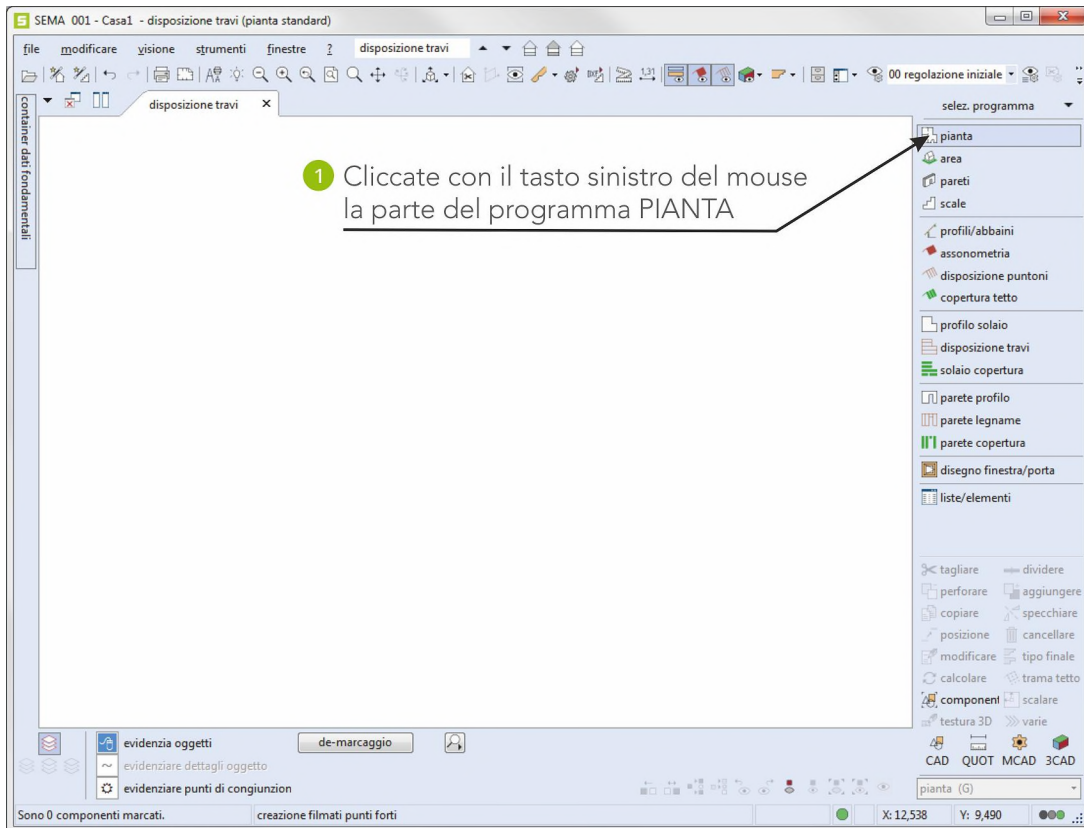 SEMA 001 - Casa1 - disposizione travi (pianta standard)
file modificare visione strumenti finestre ? disposizione travi
00 regolazione iniziale
container dati fondamentali
disposizione travi
selez. programma
1 Cliccate con il tasto sinistro del mouse
la parte del programma PIANTA
pianta
area
pareti
scale
profili/abbaini
assonometria
disposizione puntoni
copertura tetto
profilo solaio
disposizione travi
solaio copertura
parete profilo
parete legname
parete copertura
disegno finestra/porta
liste/elementi
tagliare dividere
perforare aggiungere
copiare specchiare
posizione cancellare
modificare tipo finale
calcolare trama tetto
component scalare
testura 3D varie
CAD QUOT MCAD 3CAD
evidenzia oggetti de-marcaggio
evidenziare dettagli oggetto
evidenziare punti di congiunzion
pianta (G)
Sono 0 componenti marcati. creazione filmati punti forti X: 12,538 Y: 9,490